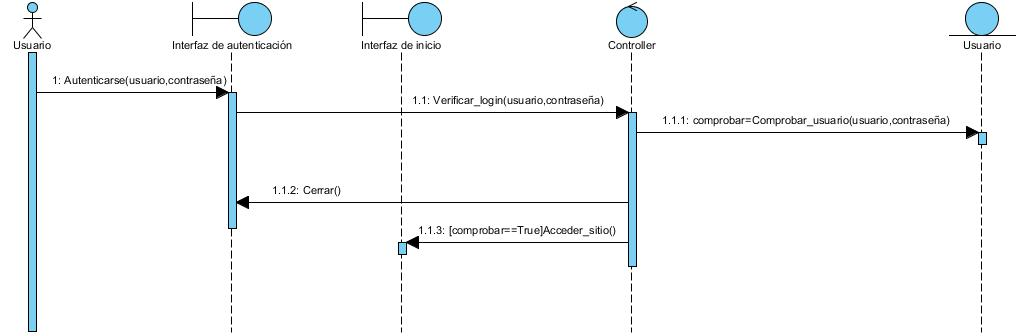 Usuario
Interfaz de autenticación
Interfaz de inicio
Controller
Usuario
1: Autenticarse(usuario,contraseña)
1.1: Verificar_login(usuario,contraseña)
1.1.1: comprobar=Comprobar_usuario(usuario,contraseña)
1.1.2: Cerrar()
1.1.3: [comprobar==True]Acceder_sitio()